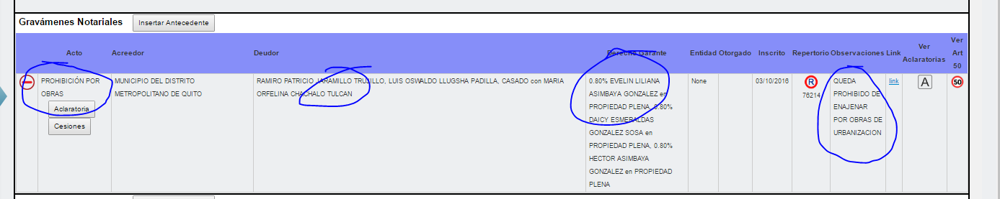 Gravámenes Notariales Insertar Antecedente
Acto Acreedor Deudor Derecho Garante Entidad Otorgado Inscrito Repertorio Observaciones Link Ver Aclaratorias Ver Art 50
PROHIBICIÓN POR
OBRAS
Aclaratoria
Cesiones
MUNICIPIO DEL DISTRITO
METROPOLITANO DE QUITO
RAMIRO PATRICIO JARAMILLO TRUJILLO, LUIS OSWALDO LLUGSHA PADILLA, CASADO con MARIA
ORFELINA CHACHALO TULCAN
0.80% EVELIN LILIANA
ASIMBAYA GONZALEZ en
PROPIEDAD PLENA, 0.80%
DAICY ESMERALDAS
GONZALEZ SOSA en
PROPIEDAD PLENA, 0.80%
HECTOR ASIMBAYA
GONZALEZ en PROPIEDAD
PLENA
None
03/10/2016
R
76214
QUEDA
PROHIBIDO DE
ENAJENAR
POR OBRAS DE
URBANIZACION
link
A
50